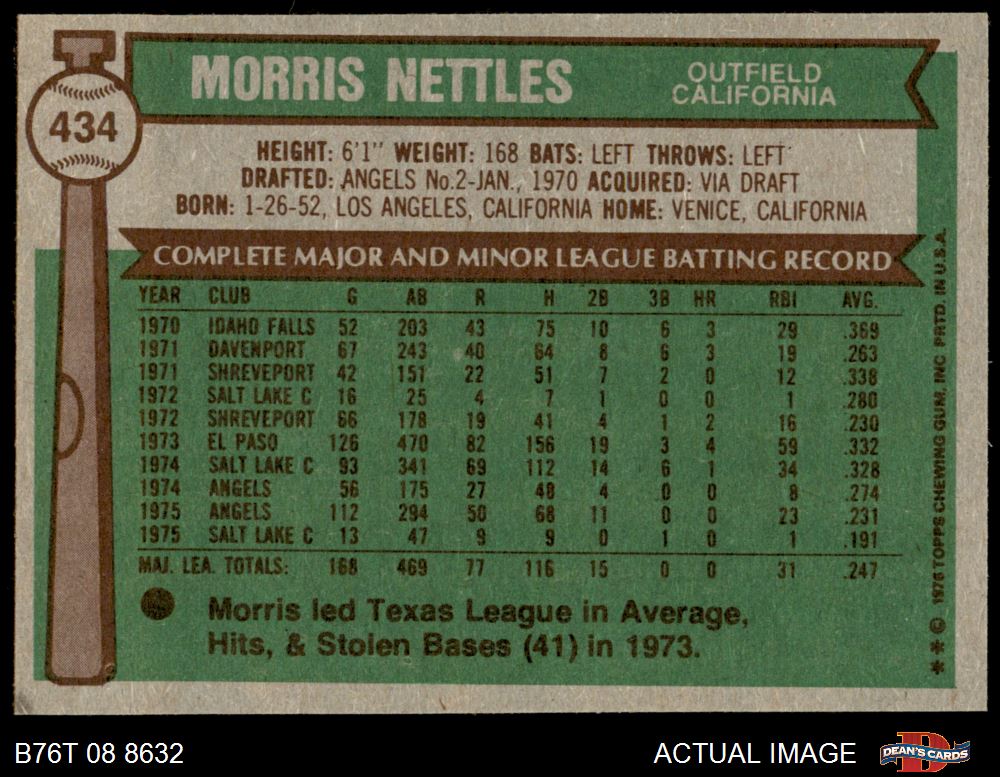 MORRIS NETTLES
OUTFIELD
CALIFORNIA
434
HEIGHT: 6'1" WEIGHT: 168 BATS: LEFT THROWS: LEFT
DRAFTED: ANGELS No.2-JAN., 1970 ACQUIRED: VIA DRAFT
BORN: 1-26-52, LOS ANGELES, CALIFORNIA HOME: VENICE, CALIFORNIA
COMPLETE MAJOR AND MINOR LEAGUE BATTING RECORD
YEAR CLUB G AB R H 2B 3B HR RBI AVG.
1970 IDAHO FALLS 52 203 43 75 10 6 3 29 .369
1971 DAVENPORT 67 243 40 64 8 6 3 19 .263
1971 SHREVEPORT 42 151 22 51 7 2 0 12 .338
1972 SALT LAKE C 16 25 4 7 1 0 0 1 .280
1972 SHREVEPORT 66 178 19 41 4 1 2 16 .230
1973 EL PASO 126 470 82 156 19 3 4 59 .332
1974 SALT LAKE C 93 341 69 112 14 6 1 34 .328
1974 ANGELS 56 175 27 48 4 0 0 8 .274
1975 ANGELS 112 294 50 68 11 0 0 23 .231
1975 SALT LAKE C 13 47 9 9 0 1 0 1 .191
MAJ. LEA. TOTALS: 168 469 77 116 15 0 0 31 .247
● Morris led Texas League in Average,
Hits, & Stolen Bases (41) in 1973.
** © 1976 TOPPS CHEWING GUM, INC PRTD. IN U.S.A.
B76T 08 8632
ACTUAL IMAGE
D
DEAN'S CARDS